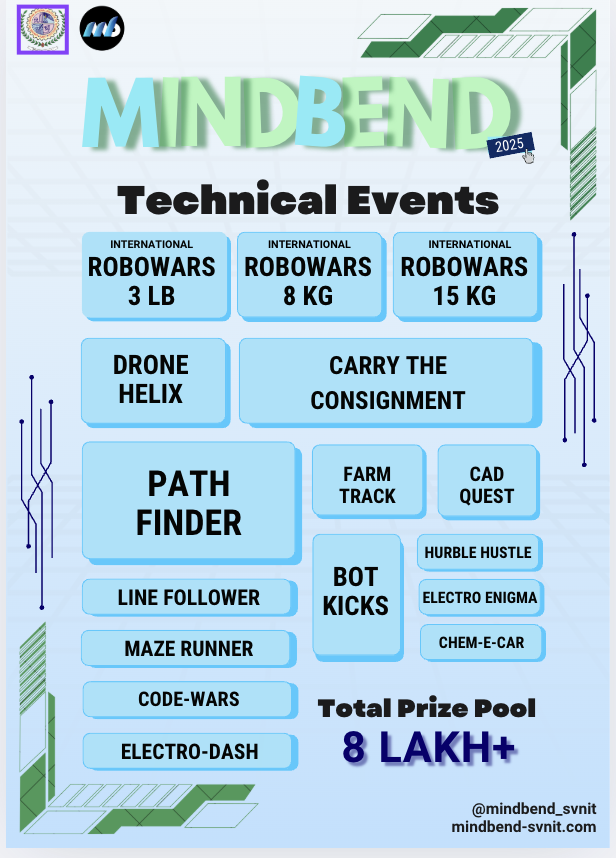 mb
MINDBEND
2025
Technical Events
INTERNATIONAL
ROBOWARS
3 LB
INTERNATIONAL
ROBOWARS
8 KG
INTERNATIONAL
ROBOWARS
15 KG
DRONE
HELIX
CARRY THE
CONSIGNMENT
PATH
FINDER
FARM
TRACK
CAD
QUEST
BOT
KICKS
HURBLE HUSTLE
ELECTRO ENIGMA
CHEM-E-CAR
LINE FOLLOWER
MAZE RUNNER
CODE-WARS
ELECTRO-DASH
Total Prize Pool
8 LAKH+
@mindbend_svnit
mindbend-svnit.com